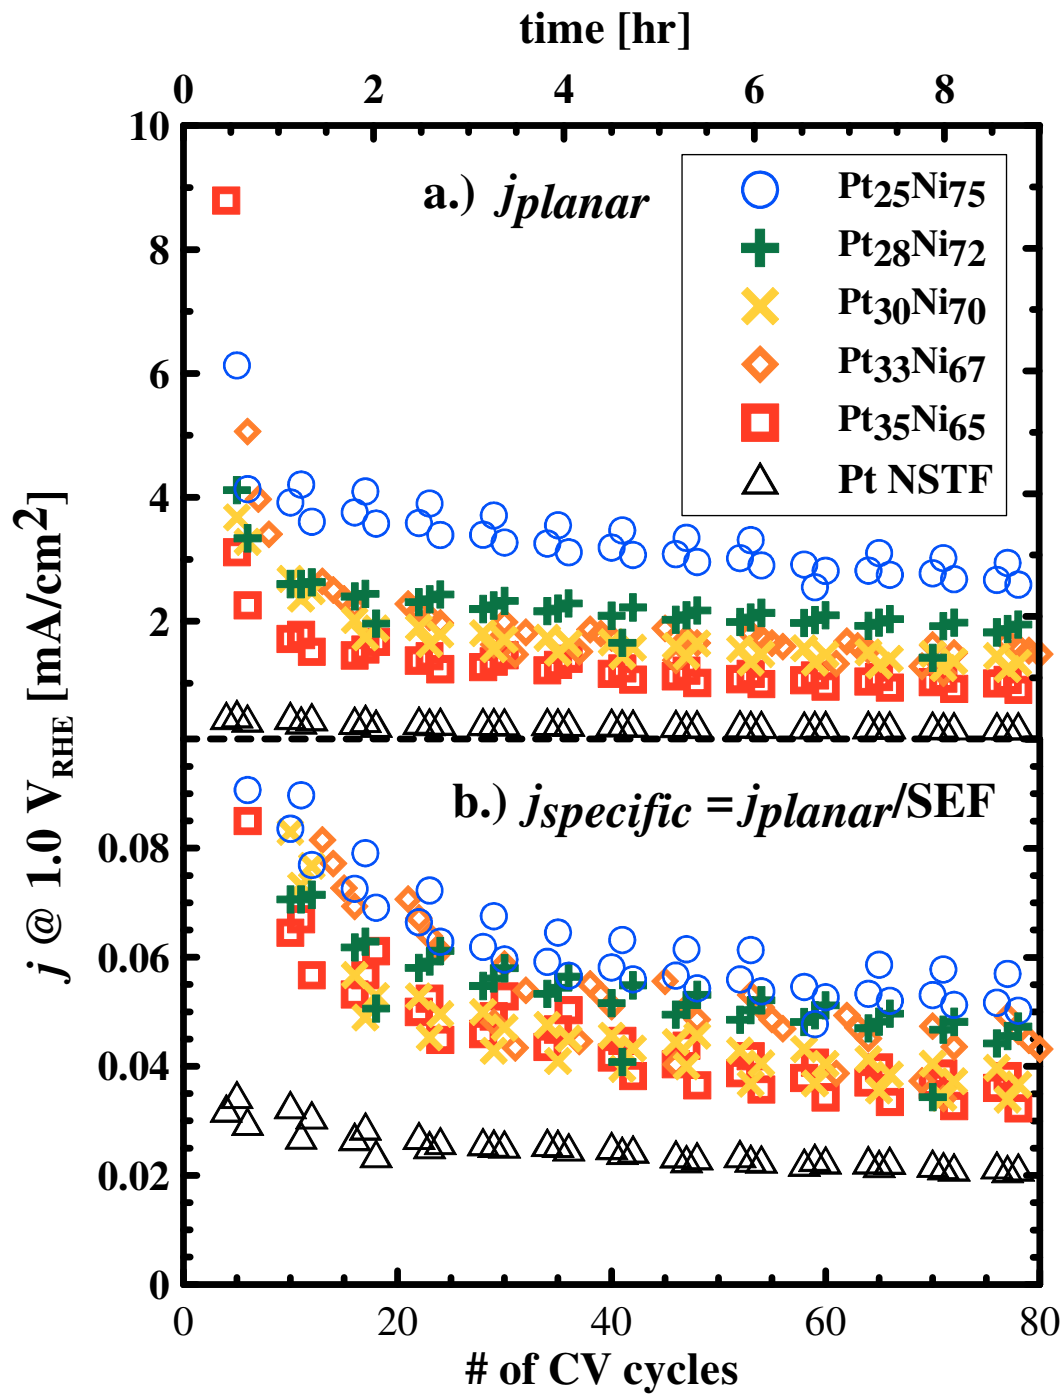 time [hr]
0 2 4 6 8
10
8
6
4
2
a.) jplanar
Pt25Ni75
Pt28Ni72
Pt30Ni70
Pt33Ni67
Pt35Ni65
Pt NSTF
j @ 1.0 VRHE [mA/cm2]
b.) jspecific = jplanar/SEF
0.08
0.06
0.04
0.02
0
0 20 40 60 80
# of CV cycles